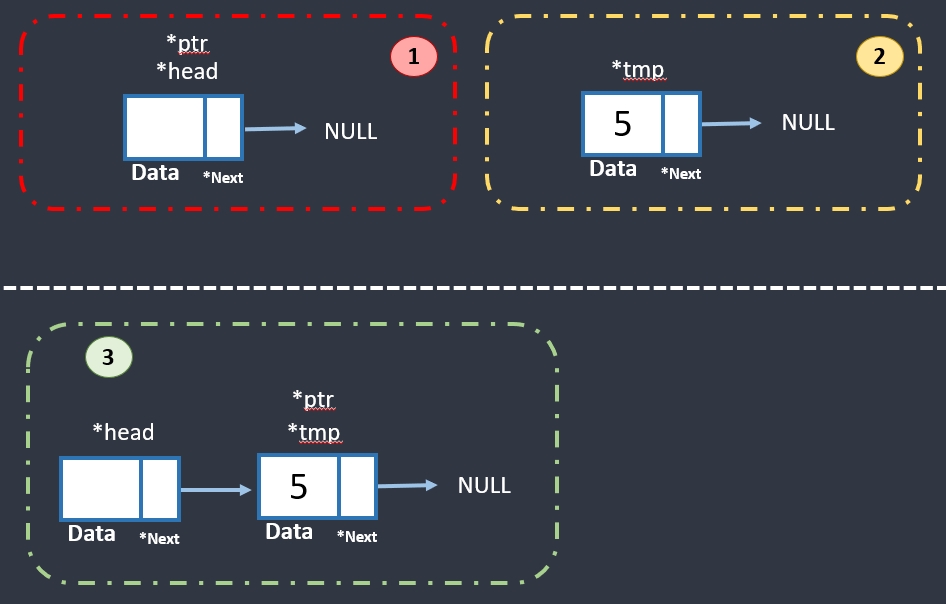 *ptr
*head
1
NULL
Data *Next
*tmp
2
5
NULL
Data *Next
3
*ptr
*head
*tmp
5
NULL
Data *Next
Data *Next